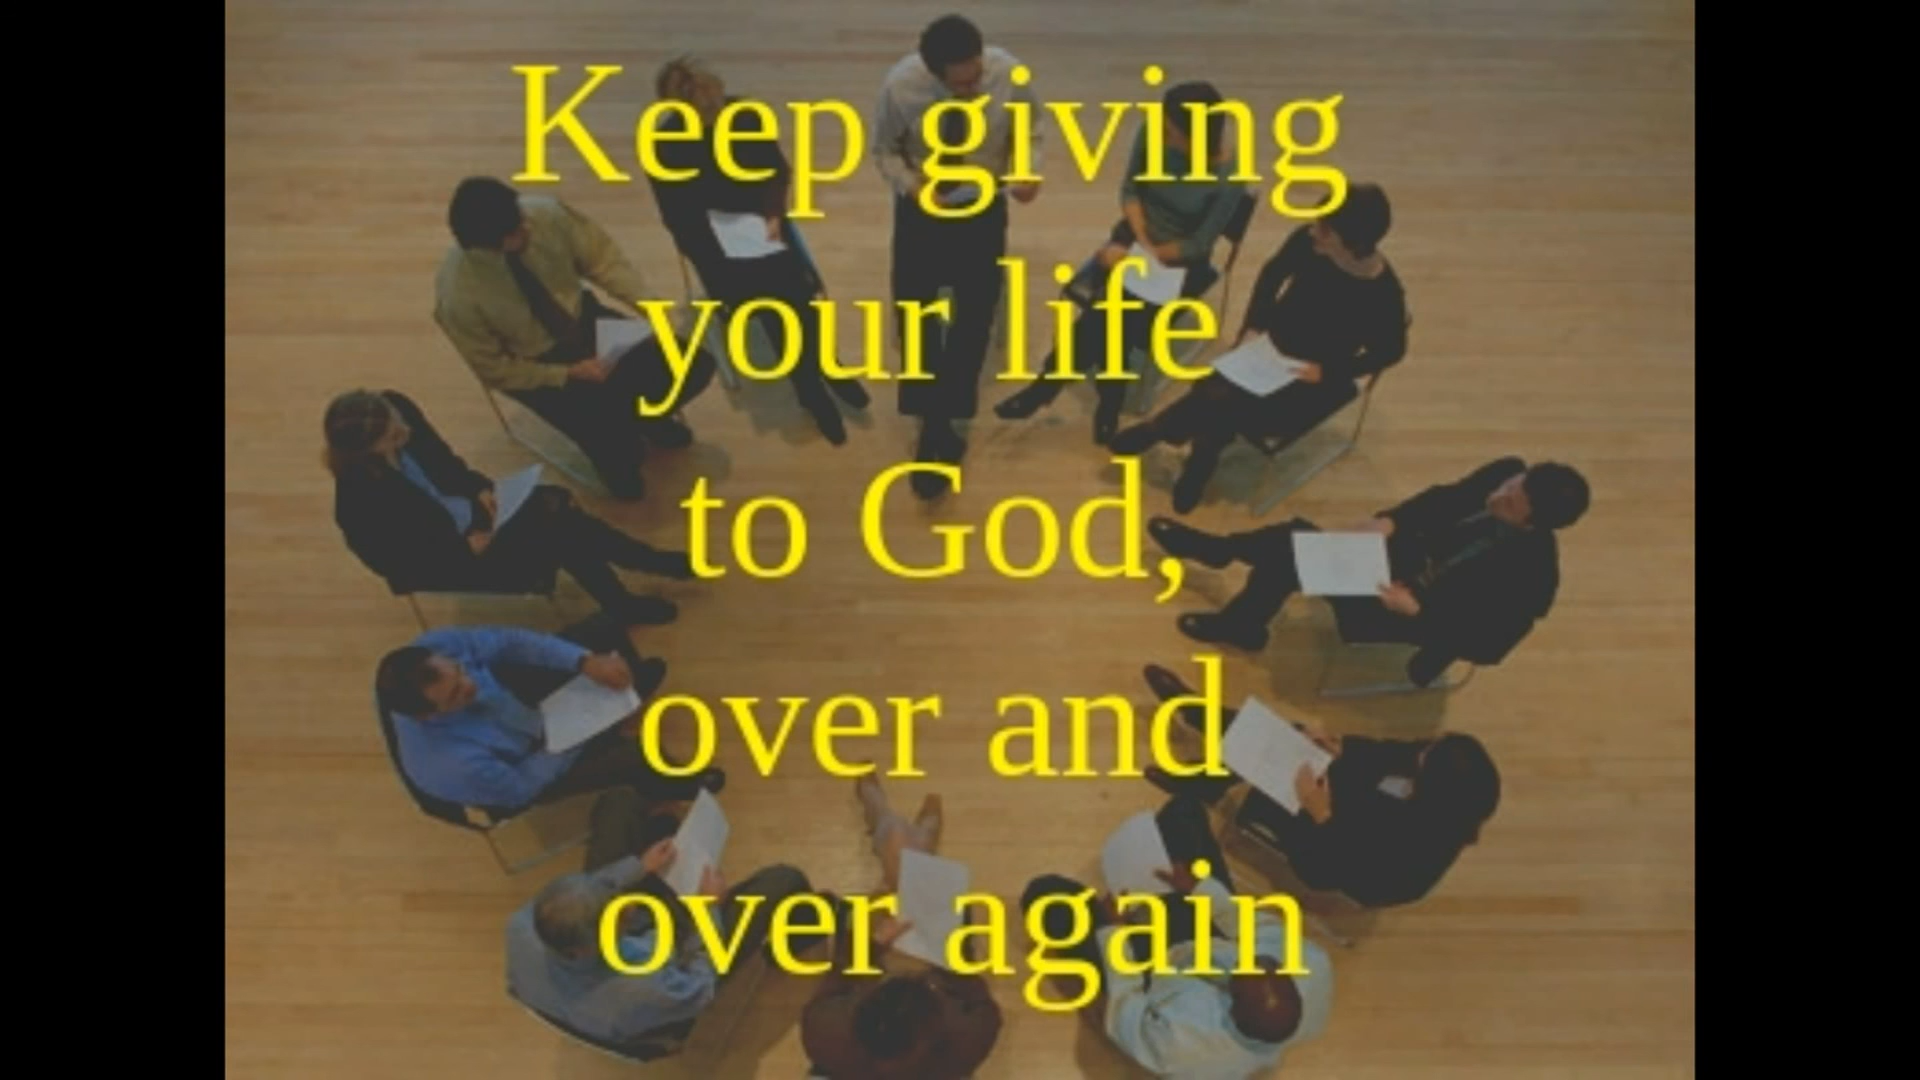 Keep giving
your life
to God,
over and
over again